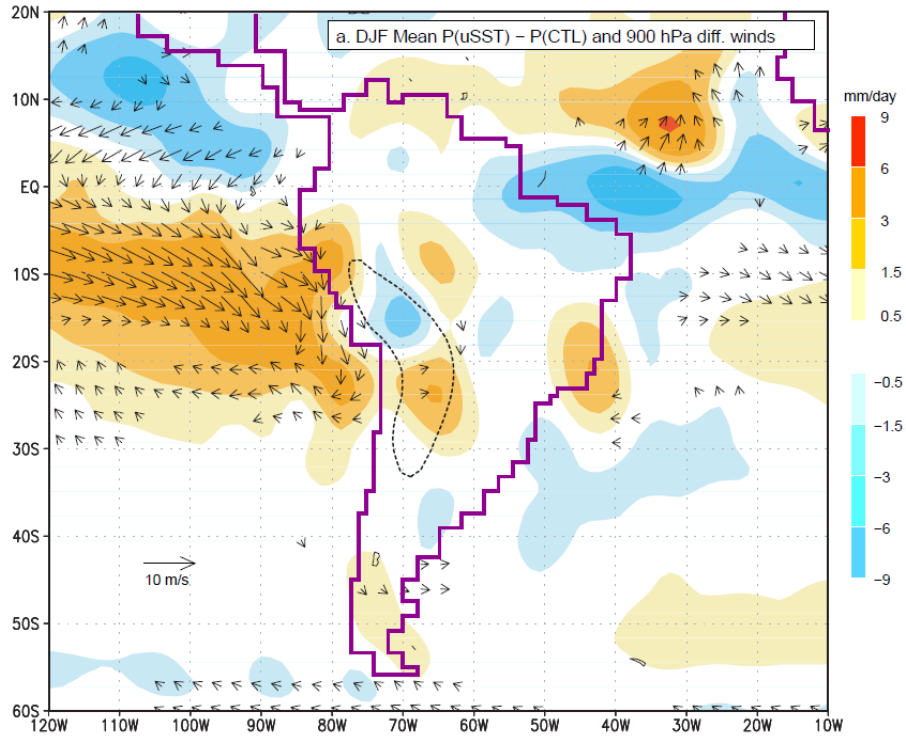 20N
a. DJF Mean P(uSST) − P(CTL) and 900 hPa diff. winds
10N
EQ
10S
20S
30S
40S
50S
60S
10 m/s
120W 110W 100W 90W 80W 70W 60W 50W 40W 30W 20W 10W
mm/day
9
6
3
1.5
0.5
−0.5
−1.5
−3
−6
−9